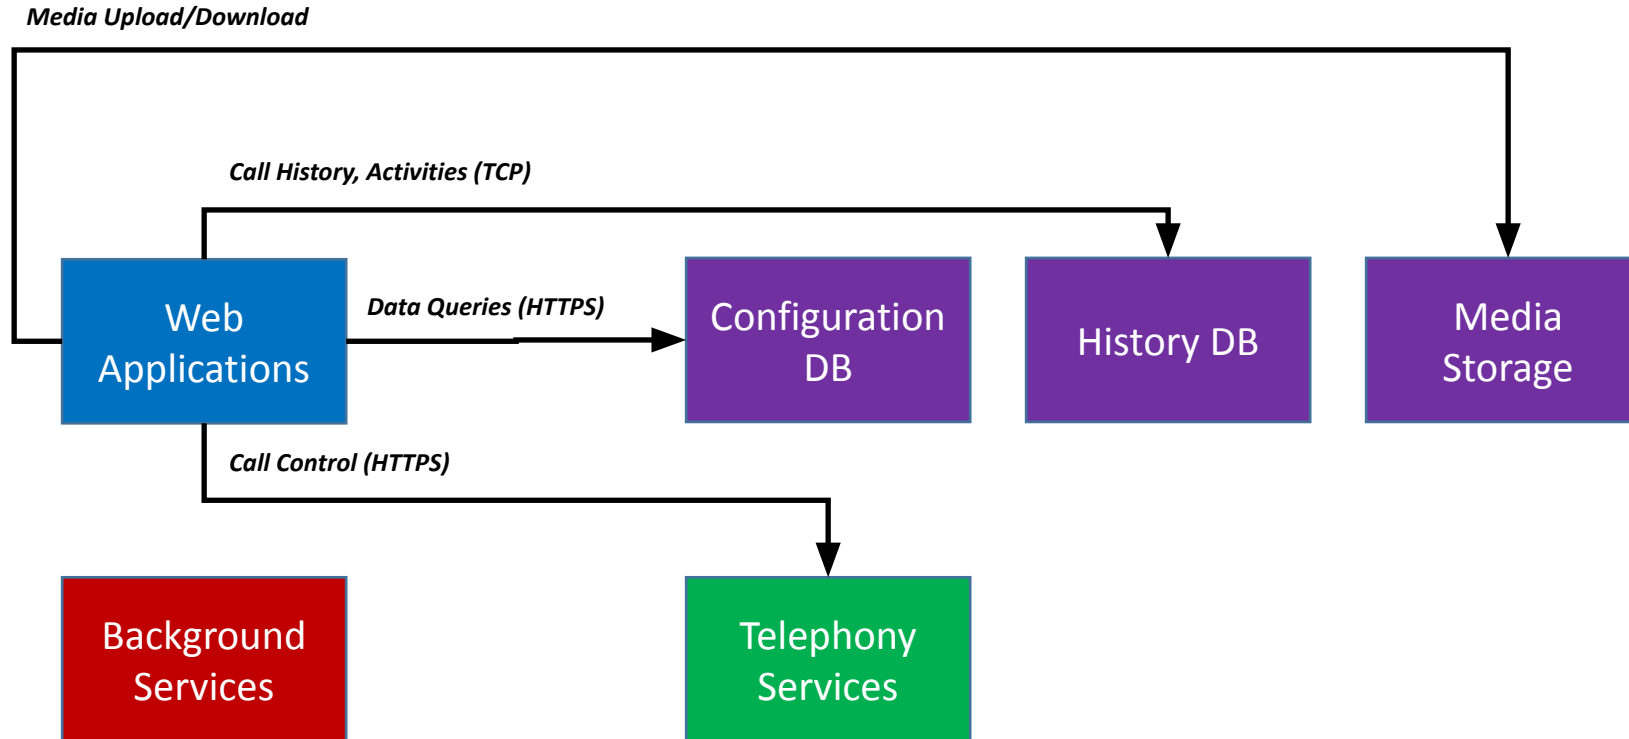 Media Upload/Download
Call History, Activities (TCP)
Web
Applications
Data Queries (HTTPS)
Configuration
DB
History DB
Media
Storage
Call Control (HTTPS)
Background
Services
Telephony
Services